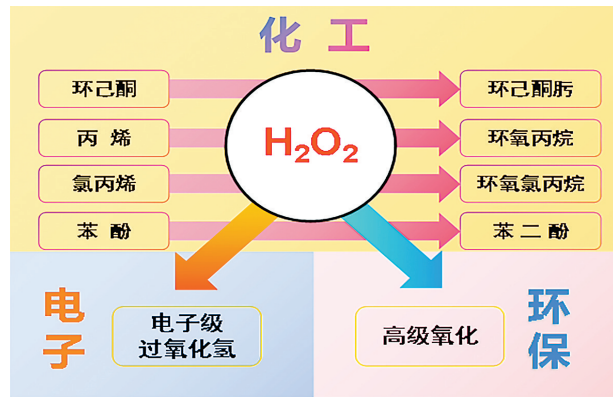 化 工
环己酮
环己酮肟
H₂O₂
丙 烯
环氧丙烷
氯丙烯
环氧氯丙烷
苯 酚
苯 二 酚
电子
电子级
过氧化氢
高级氧化
环保